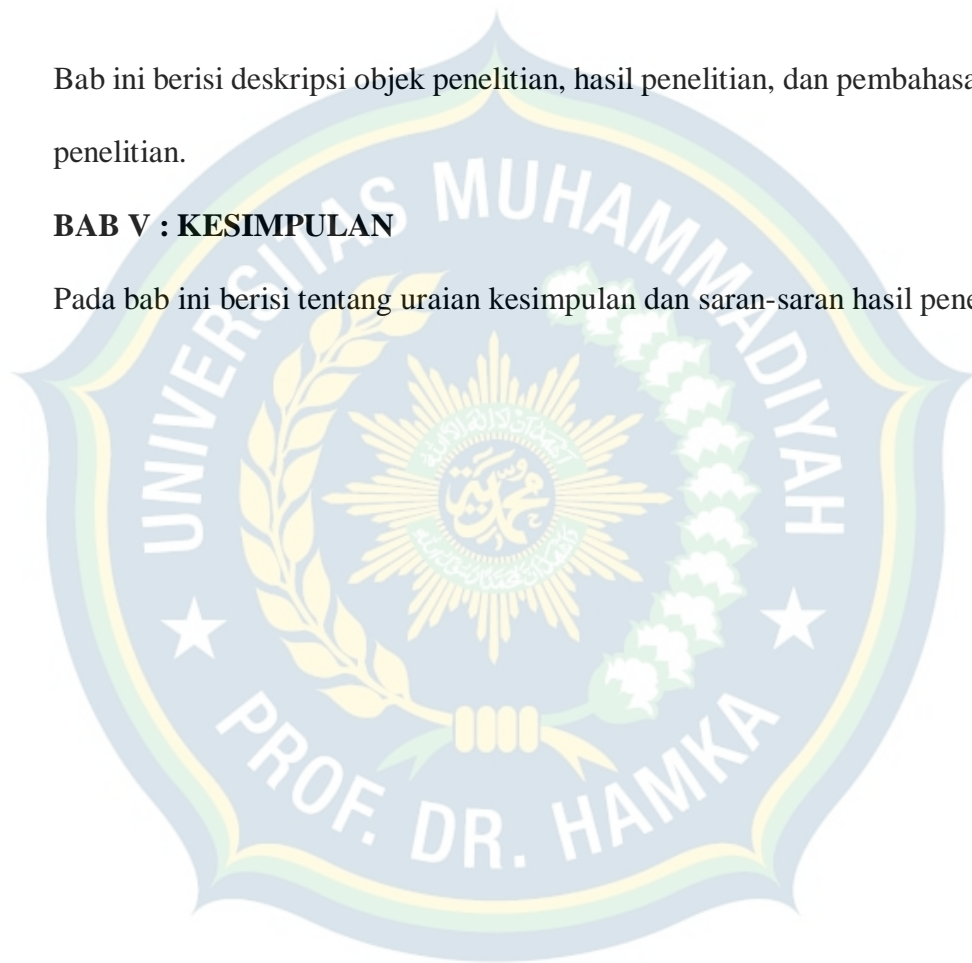 Bab ini berisi deskripsi objek penelitian, hasil penelitian, dan pembahasa
penelitian.
BAB V : KESIMPULAN
Pada bab ini berisi tentang uraian kesimpulan dan saran-saran hasil pene
UNIVERSITAS MUHAMMADIYAH
PROF. DR. HAMKA
محمدية